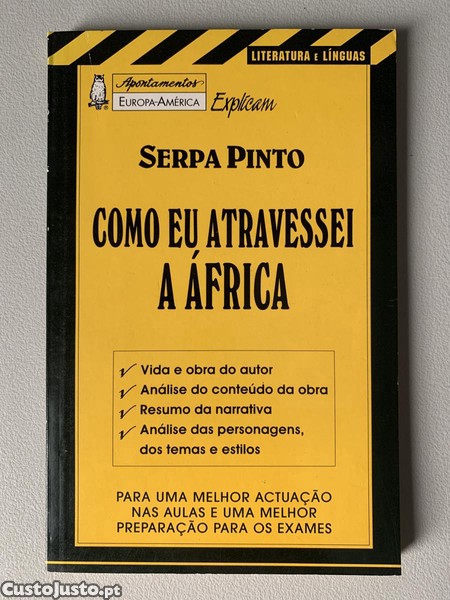 LITERATURA E LÍNGUAS
Apontamentos
EUROPA-AMÉRICA
Explicam
SERPA PINTO
COMO EU ATRAVESSEI
A ÁFRICA
Vida e obra do autor
Análise do conteúdo da obra
Resumo da narrativa
Análise das personagens,
dos temas e estilos
PARA UMA MELHOR ACTUAÇÃO
NAS AULAS E UMA MELHOR
PREPARAÇÃO PARA OS EXAMES
CustoJusto.pt